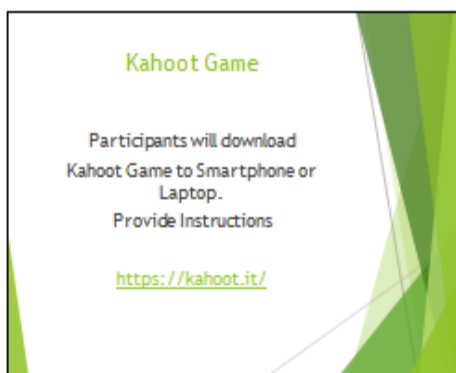 Kahoot Game
Participants will download
Kahoot Game to Smartphone or
Laptop.
Provide Instructions
https://kahoot.it/